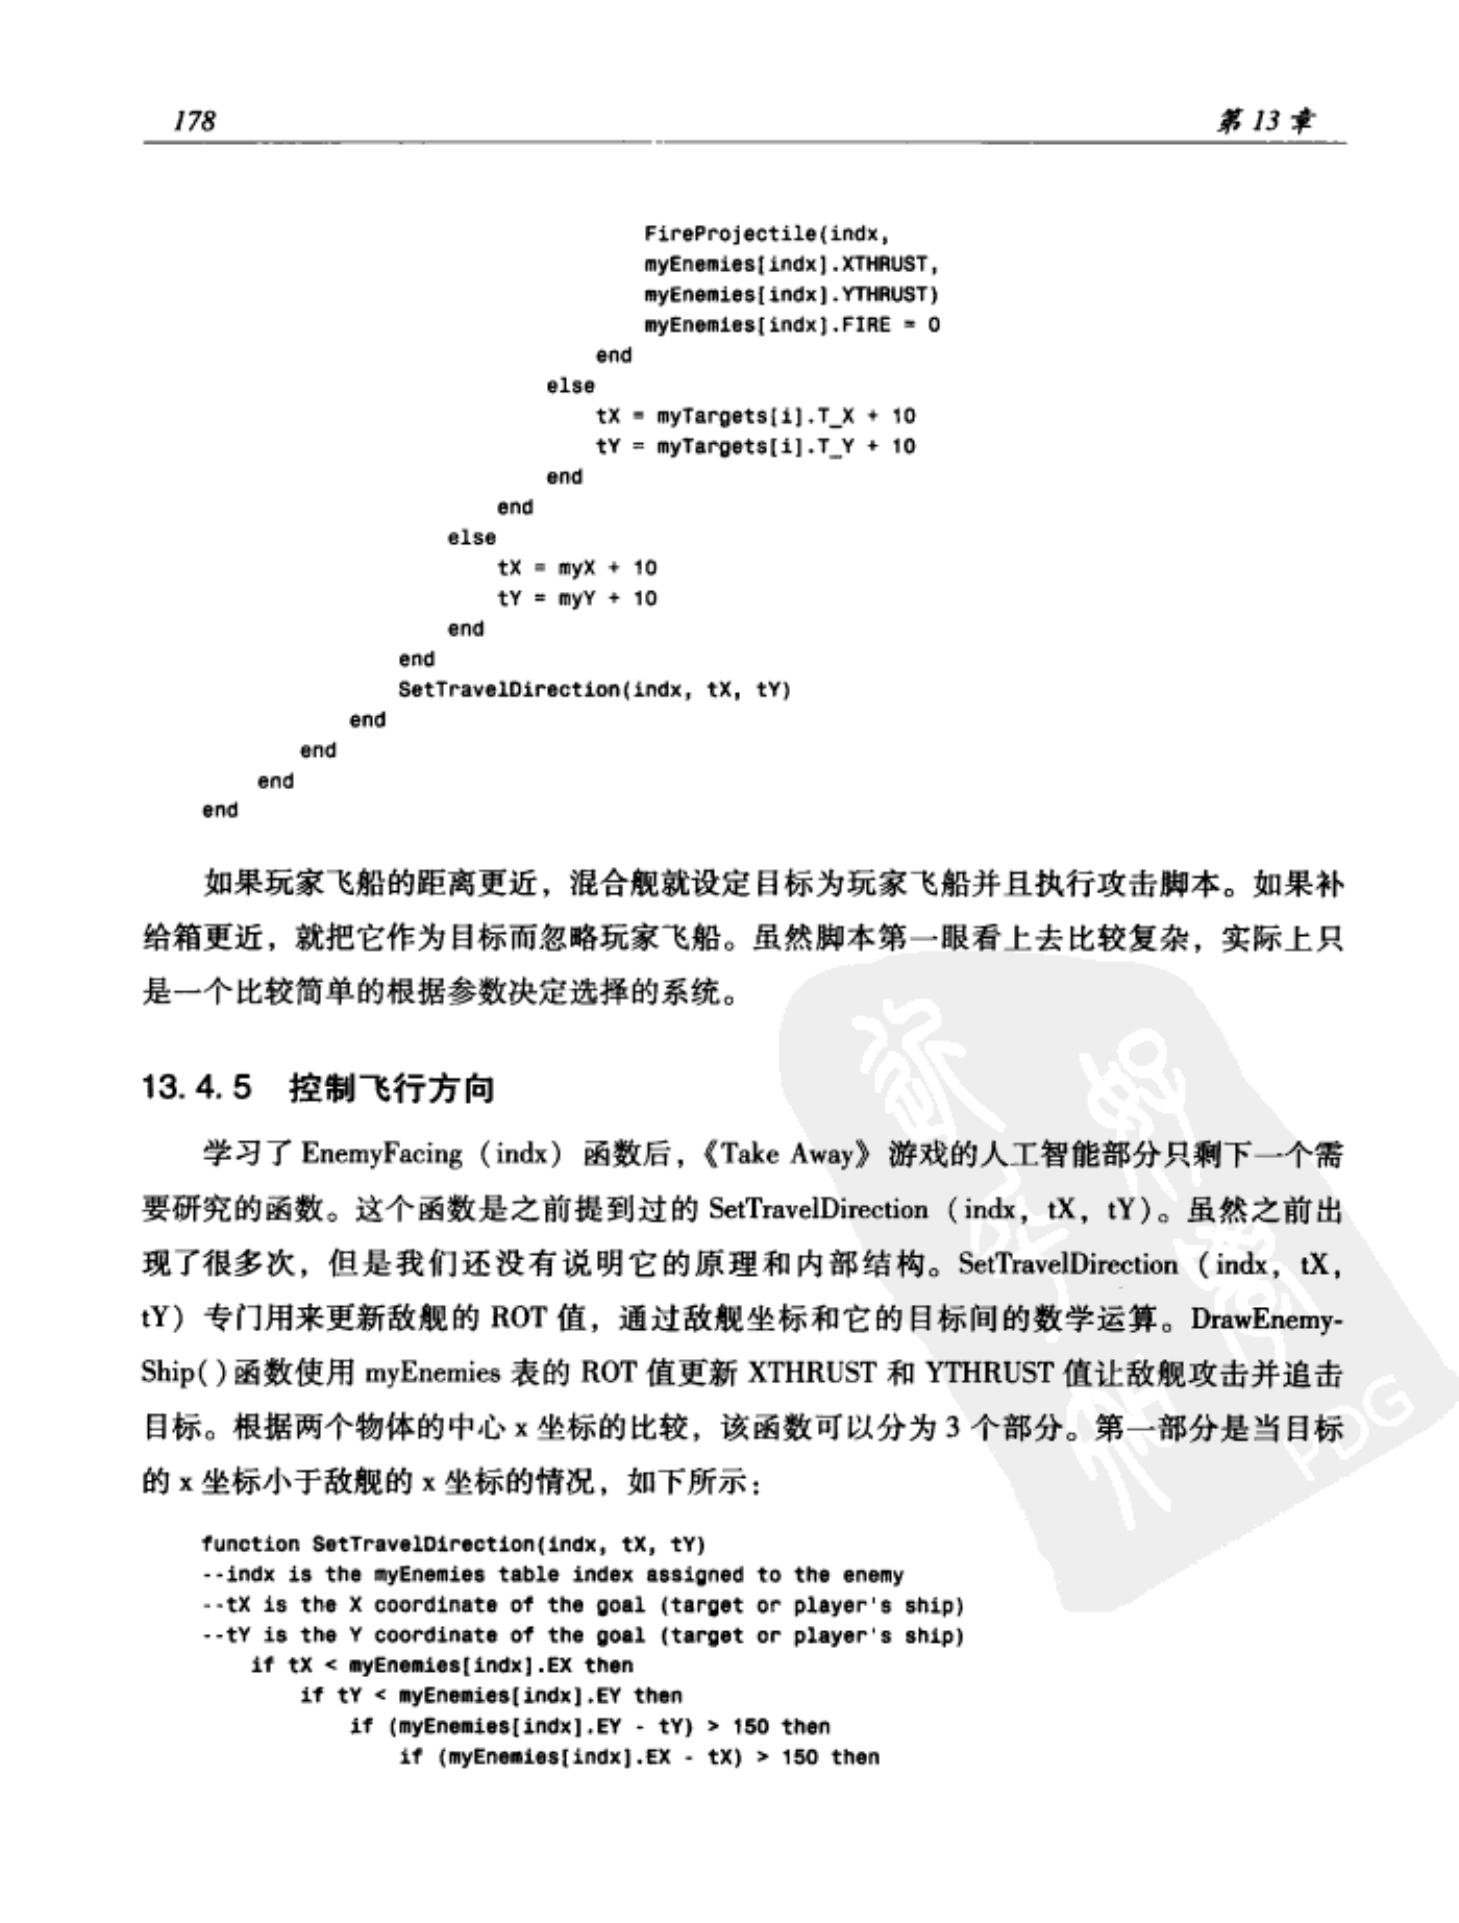 178
第 13 章
FireProjectile(indx,
myEnemies[indx].XTHRUST,
myEnemies[indx].YTHRUST)
myEnemies[indx].FIRE = 0
end
else
tX = myTargets[i].T_X + 10
tY = myTargets[i].T_Y + 10
end
end
else
tX = myX + 10
tY = myY + 10
end
end
SetTravelDirection(indx, tX, tY)
end
end
end
end
如果玩家飞船的距离更近，混合舰就设定目标为玩家飞船并且执行攻击脚本。如果补
给箱更近，就把它作为目标而忽略玩家飞船。虽然脚本第一眼看上去比较复杂，实际上只
是一个比较简单的根据参数决定选择的系统。
13.4.5 控制飞行方向
学习了 EnemyFacing（indx）函数后，《Take Away》游戏的人工智能部分只剩下一个需
要研究的函数。这个函数是之前提到过的 SetTravelDirection（indx，tX，tY）。虽然之前出
现了很多次，但是我们还没有说明它的原理和内部结构。SetTravelDirection（indx，tX，
tY）专门用来更新敌舰的 ROT 值，通过敌舰坐标和它的目标间的数学运算。DrawEnemy-
Ship()函数使用 myEnemies 表的 ROT 值更新 XTHRUST 和 YTHRUST 值让敌舰攻击并追击
目标。根据两个物体的中心 x 坐标的比较，该函数可以分为 3 个部分。第一部分是当目标
的 x 坐标小于敌舰的 x 坐标的情况，如下所示：
function SetTravelDirection(indx, tX, tY)
--indx is the myEnemies table index assigned to the enemy
--tX is the X coordinate of the goal (target or player's ship)
--tY is the Y coordinate of the goal (target or player's ship)
if tX < myEnemies[indx].EX then
if tY < myEnemies[indx].EY then
if (myEnemies[indx].EY - tY) > 150 then
if (myEnemies[indx].EX - tX) > 150 then
PDG